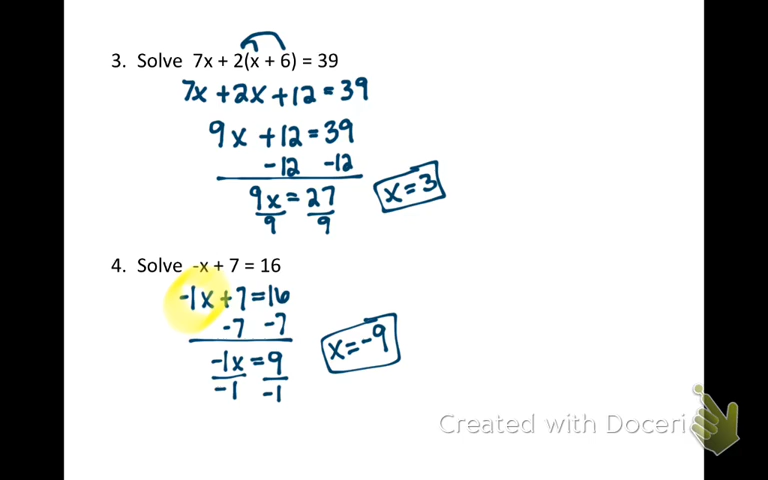 3. Solve 7x + 2(x + 6) = 39
7x + 2x + 12 = 39
9x + 12 = 39
-12 -12
9x = 27
9 9
x = 3
4. Solve -x + 7 = 16
-1x + 7 = 16
-7 -7
-1x = 9
-1 -1
x = -9
Created with Doceri